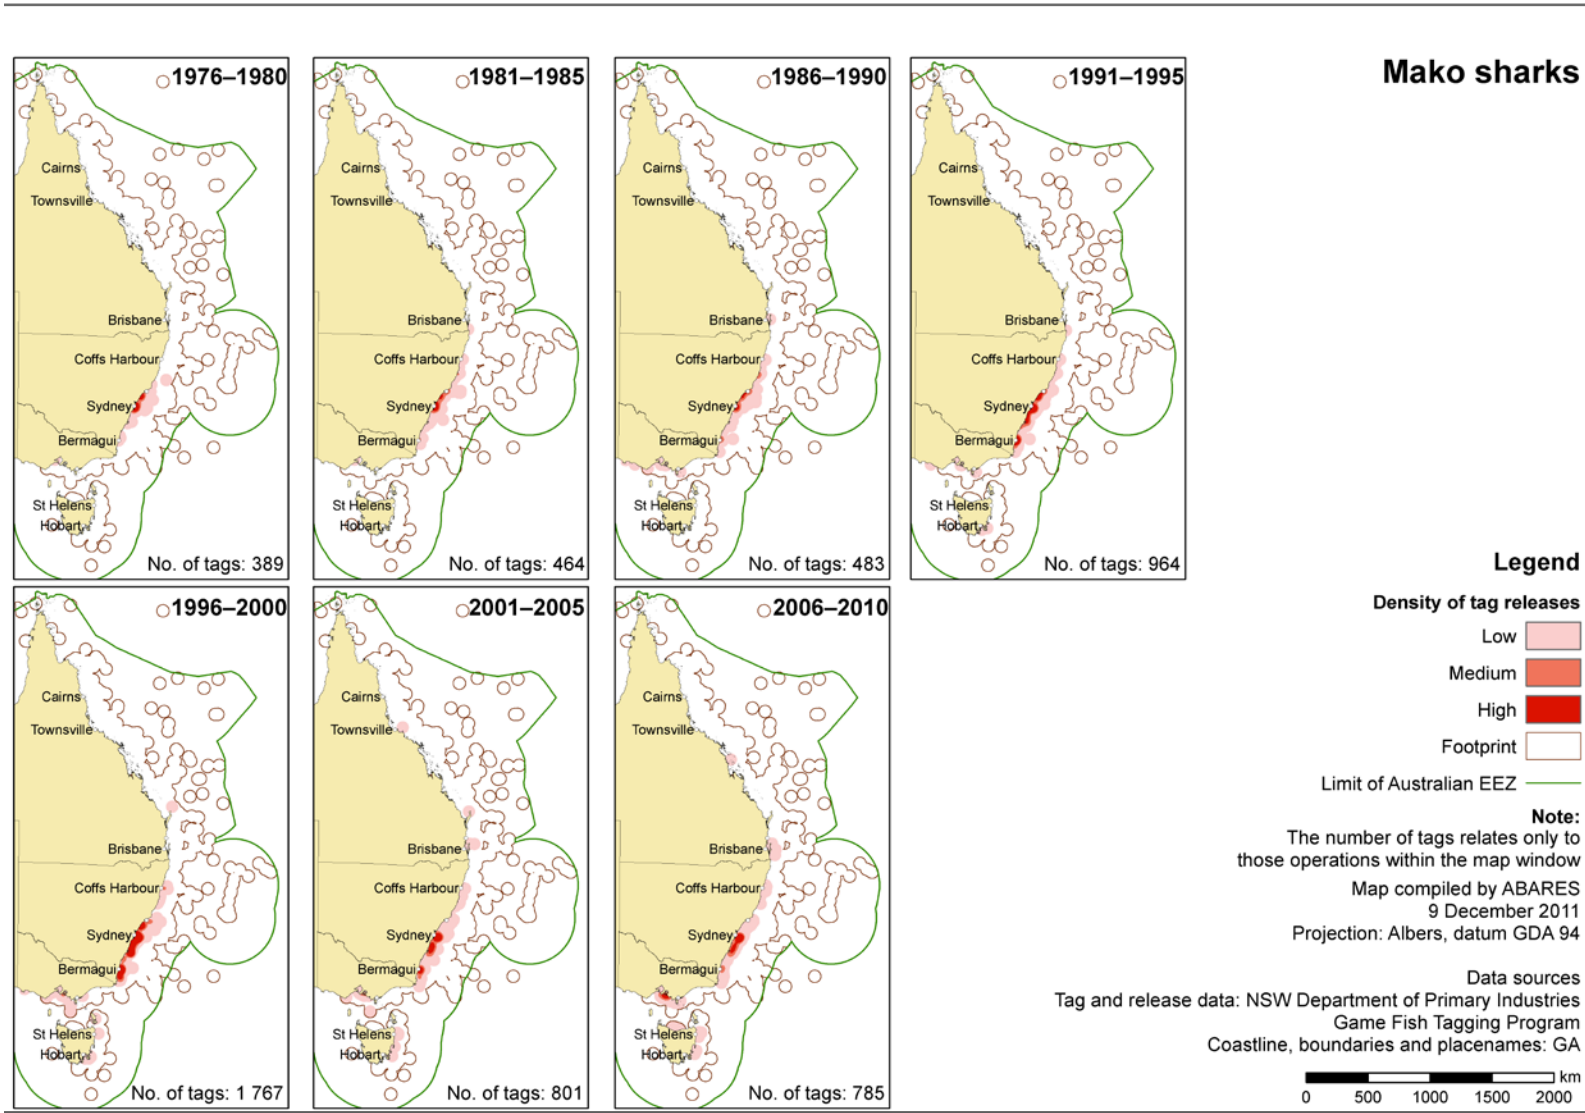 Mako sharks
1976–1980
Cairns
Townsville
Brisbane
Coffs Harbour
Sydney
Bermagui
St Helens
Hobart
No. of tags: 389
1981–1985
Cairns
Townsville
Brisbane
Coffs Harbour
Sydney
Bermagui
St Helens
Hobart
No. of tags: 464
1986–1990
Cairns
Townsville
Brisbane
Coffs Harbour
Sydney
Bermagui
St Helens
Hobart
No. of tags: 483
1991–1995
Cairns
Townsville
Brisbane
Coffs Harbour
Sydney
Bermagui
St Helens
Hobart
No. of tags: 964
1996–2000
Cairns
Townsville
Brisbane
Coffs Harbour
Sydney
Bermagui
St Helens
Hobart
No. of tags: 1 767
2001–2005
Cairns
Townsville
Brisbane
Coffs Harbour
Sydney
Bermagui
St Helens
Hobart
No. of tags: 801
2006–2010
Cairns
Townsville
Brisbane
Coffs Harbour
Sydney
Bermagui
St Helens
Hobart
No. of tags: 785
Legend
Density of tag releases
Low
Medium
High
Footprint
Limit of Australian EEZ
Note:
The number of tags relates only to
those operations within the map window
Map compiled by ABARES
9 December 2011
Projection: Albers, datum GDA 94
Data sources
Tag and release data: NSW Department of Primary Industries
Game Fish Tagging Program
Coastline, boundaries and placenames: GA
km
0 500 1000 1500 2000